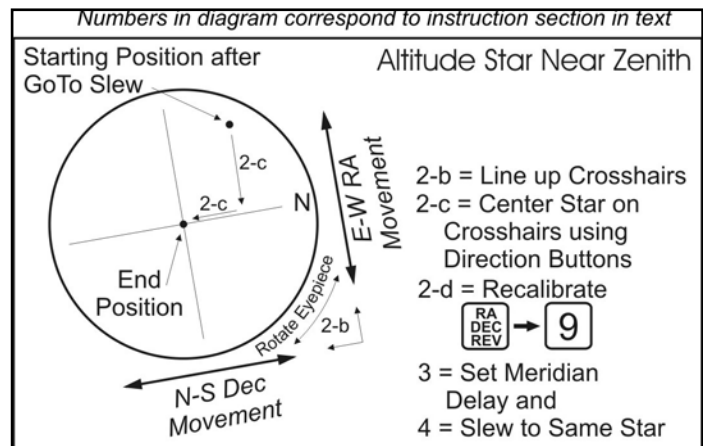 Numbers in diagram correspond to instruction section in text
Starting Position after
GoTo Slew
Altitude Star Near Zenith
2-c
2-c
N
E-W RA
Movement
End
Position
Rotate Eyepiece
2-b
N-S Dec
Movement
2-b = Line up Crosshairs
2-c = Center Star on
Crosshairs using
Direction Buttons
2-d = Recalibrate
RA
DEC
REV
9
3 = Set Meridian
Delay and
4 = Slew to Same Star